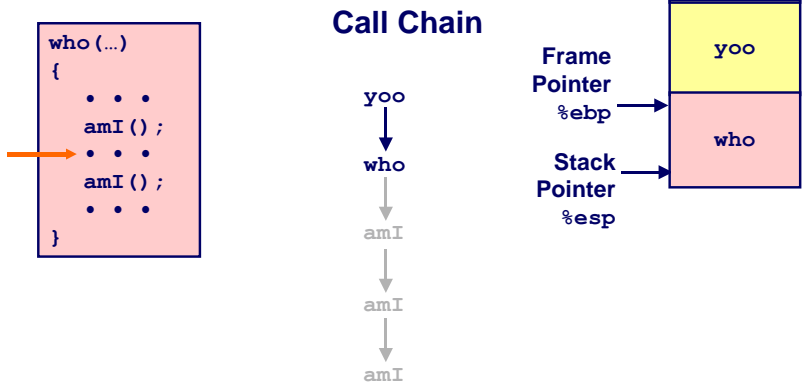 Call Chain
who(…)
{
• • •
amI();
• • •
amI();
• • •
}
yoo
who
amI
amI
amI
Frame
Pointer
%ebp
Stack
Pointer
%esp
yoo
who